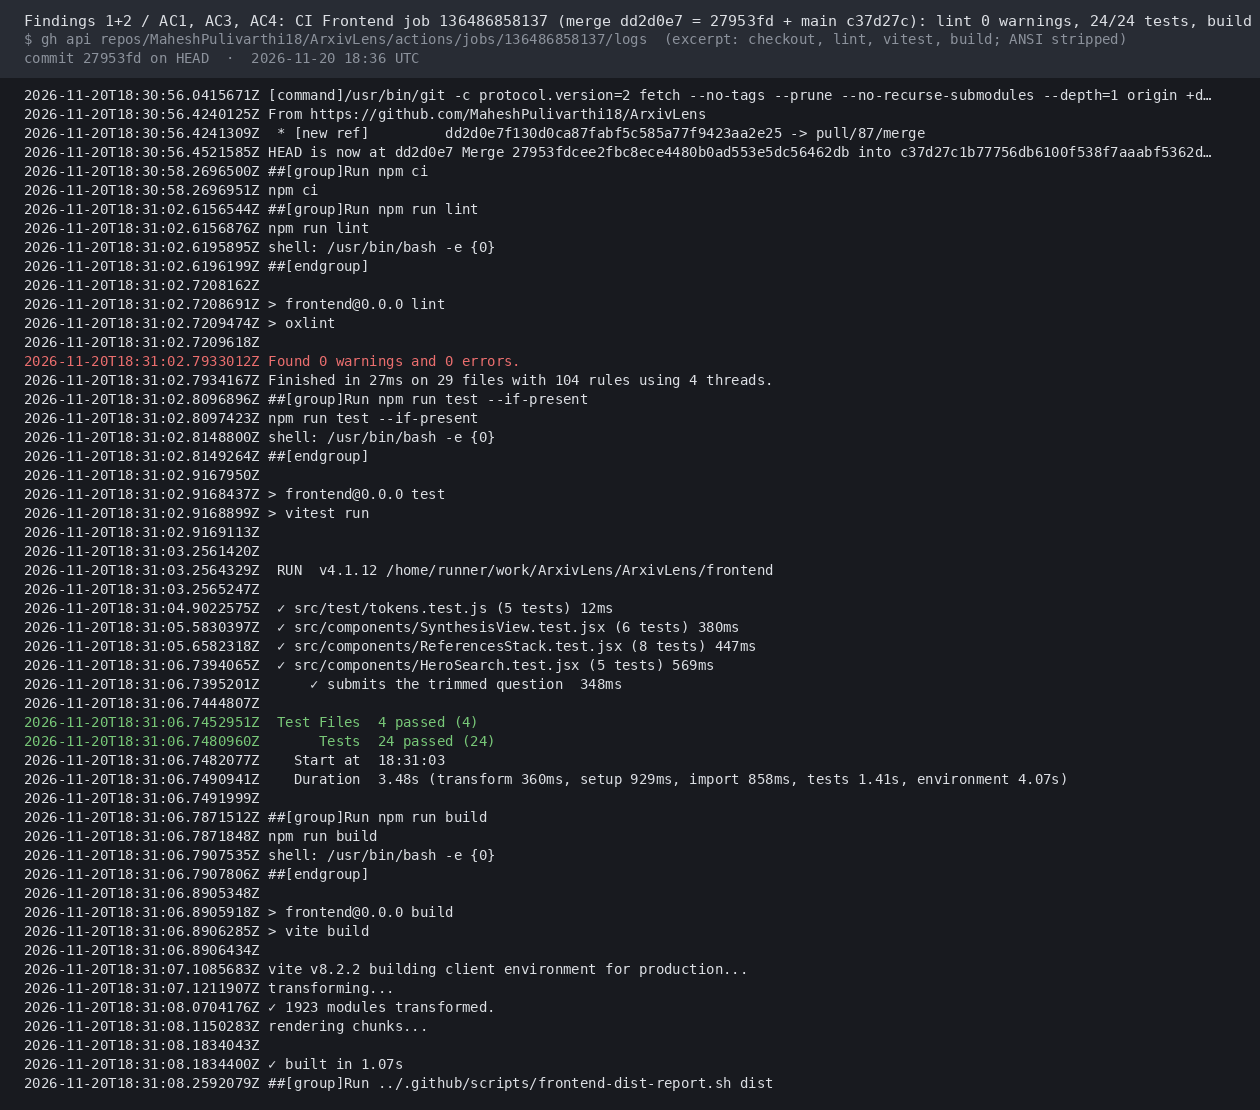 Findings 1+2 / AC1, AC3, AC4: CI Frontend job 136486858137 (merge dd2d0e7 = 27953fd + main c37d27c): lint 0 warnings, 24/24 tests, build
$ gh api repos/MaheshPulivarthi18/ArxivLens/actions/jobs/136486858137/logs  (excerpt: checkout, lint, vitest, build; ANSI stripped)
commit 27953fd on HEAD  ·  2026-11-20 18:36 UTC
2026-11-20T18:30:56.0415671Z [command]/usr/bin/git -c protocol.version=2 fetch --no-tags --prune --no-recurse-submodules --depth=1 origin +d…
2026-11-20T18:30:56.4240125Z From https://github.com/MaheshPulivarthi18/ArxivLens
2026-11-20T18:30:56.4241309Z  * [new ref]         dd2d0e7f130d0ca87fabf5c585a77f9423aa2e25 -> pull/87/merge
2026-11-20T18:30:56.4521585Z HEAD is now at dd2d0e7 Merge 27953fdcee2fbc8ece4480b0ad553e5dc56462db into c37d27c1b77756db6100f538f7aaabf5362d…
2026-11-20T18:30:58.2696500Z ##[group]Run npm ci
2026-11-20T18:30:58.2696951Z npm ci
2026-11-20T18:31:02.6156544Z ##[group]Run npm run lint
2026-11-20T18:31:02.6156876Z npm run lint
2026-11-20T18:31:02.6195895Z shell: /usr/bin/bash -e {0}
2026-11-20T18:31:02.6196199Z ##[endgroup]
2026-11-20T18:31:02.7208162Z
2026-11-20T18:31:02.7208691Z > frontend@0.0.0 lint
2026-11-20T18:31:02.7209474Z > oxlint
2026-11-20T18:31:02.7209618Z
2026-11-20T18:31:02.7933012Z Found 0 warnings and 0 errors.
2026-11-20T18:31:02.7934167Z Finished in 27ms on 29 files with 104 rules using 4 threads.
2026-11-20T18:31:02.8096896Z ##[group]Run npm run test --if-present
2026-11-20T18:31:02.8097423Z npm run test --if-present
2026-11-20T18:31:02.8148800Z shell: /usr/bin/bash -e {0}
2026-11-20T18:31:02.8149264Z ##[endgroup]
2026-11-20T18:31:02.9167950Z
2026-11-20T18:31:02.9168437Z > frontend@0.0.0 test
2026-11-20T18:31:02.9168899Z > vitest run
2026-11-20T18:31:02.9169113Z
2026-11-20T18:31:03.2561420Z
2026-11-20T18:31:03.2564329Z  RUN  v4.1.12 /home/runner/work/ArxivLens/ArxivLens/frontend
2026-11-20T18:31:03.2565247Z
2026-11-20T18:31:04.9022575Z  ✓ src/test/tokens.test.js (5 tests) 12ms
2026-11-20T18:31:05.5830397Z  ✓ src/components/SynthesisView.test.jsx (6 tests) 380ms
2026-11-20T18:31:05.6582318Z  ✓ src/components/ReferencesStack.test.jsx (8 tests) 447ms
2026-11-20T18:31:06.7394065Z  ✓ src/components/HeroSearch.test.jsx (5 tests) 569ms
2026-11-20T18:31:06.7395201Z      ✓ submits the trimmed question  348ms
2026-11-20T18:31:06.7444807Z
2026-11-20T18:31:06.7452951Z  Test Files  4 passed (4)
2026-11-20T18:31:06.7480960Z       Tests  24 passed (24)
2026-11-20T18:31:06.7482077Z    Start at  18:31:03
2026-11-20T18:31:06.7490941Z    Duration  3.48s (transform 360ms, setup 929ms, import 858ms, tests 1.41s, environment 4.07s)
2026-11-20T18:31:06.7491999Z
2026-11-20T18:31:06.7871512Z ##[group]Run npm run build
2026-11-20T18:31:06.7871848Z npm run build
2026-11-20T18:31:06.7907535Z shell: /usr/bin/bash -e {0}
2026-11-20T18:31:06.7907806Z ##[endgroup]
2026-11-20T18:31:06.8905348Z
2026-11-20T18:31:06.8905918Z > frontend@0.0.0 build
2026-11-20T18:31:06.8906285Z > vite build
2026-11-20T18:31:06.8906434Z
2026-11-20T18:31:07.1085683Z vite v8.2.2 building client environment for production...
2026-11-20T18:31:07.1211907Z transforming...
2026-11-20T18:31:08.0704176Z ✓ 1923 modules transformed.
2026-11-20T18:31:08.1150283Z rendering chunks...
2026-11-20T18:31:08.1834043Z
2026-11-20T18:31:08.1834400Z ✓ built in 1.07s
2026-11-20T18:31:08.2592079Z ##[group]Run ../.github/scripts/frontend-dist-report.sh dist